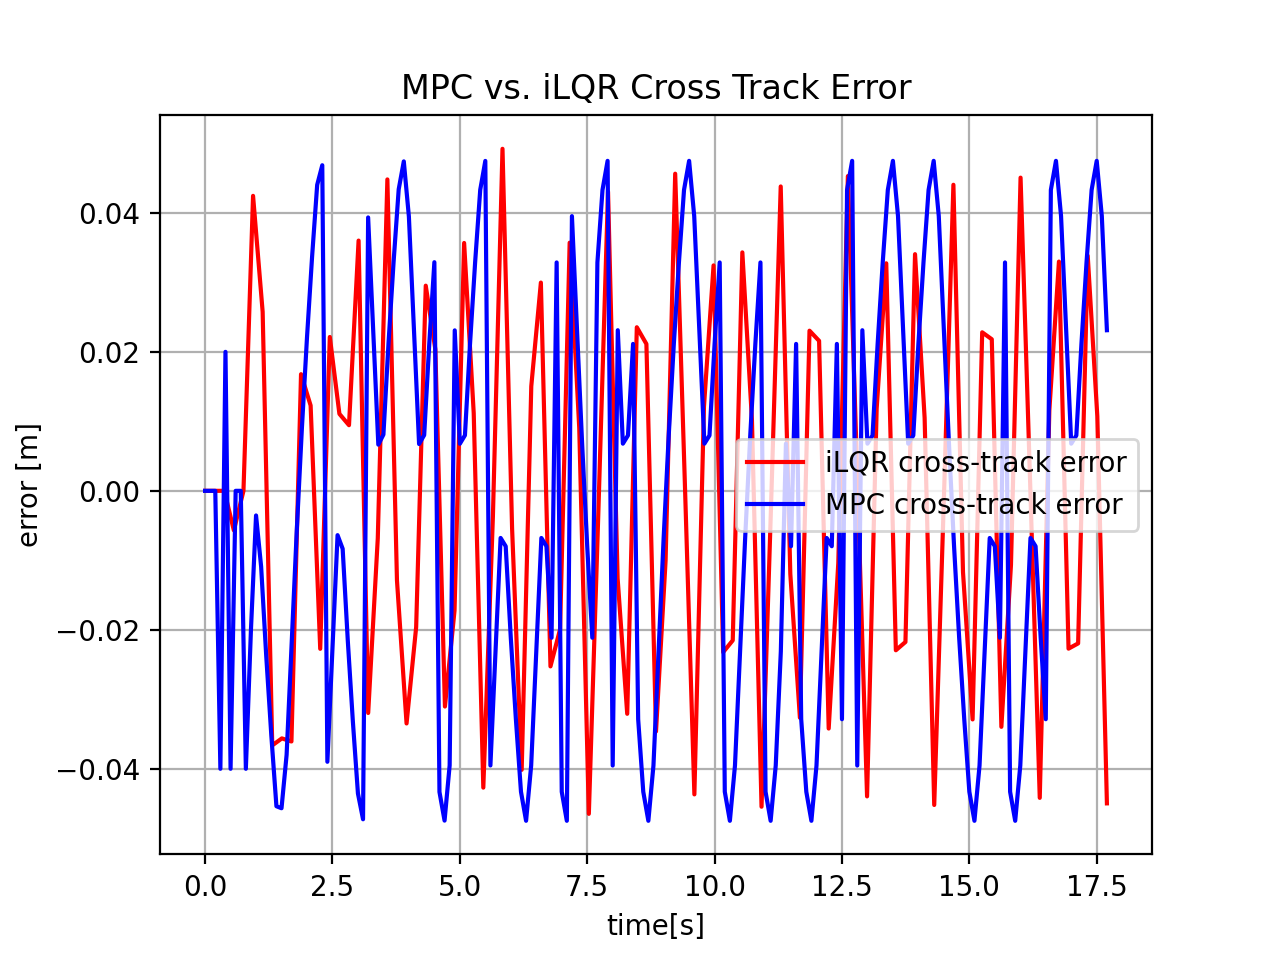 MPC vs. iLQR Cross Track Error
0.04
0.02
0.00
−0.02
−0.04
error [m]
iLQR cross-track error
MPC cross-track error
0.0 2.5 5.0 7.5 10.0 12.5 15.0 17.5
time[s]